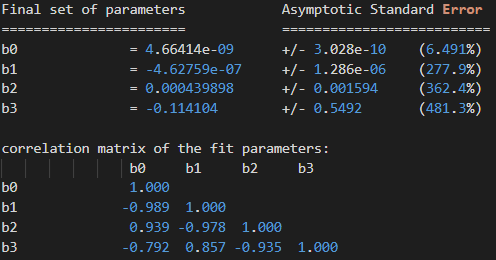 Final set of parameters            Asymptotic Standard Error
=======================            ==========================
b0              = 4.66414e-09      +/- 3.028e-10    (6.491%)
b1              = -4.62759e-07     +/- 1.286e-06    (277.9%)
b2              = 0.000439898      +/- 0.001594     (362.4%)
b3              = -0.114104        +/- 0.5492       (481.3%)
correlation matrix of the fit parameters:
                b0     b1     b2     b3
b0              1.000
b1             -0.989  1.000
b2              0.939 -0.978  1.000
b3             -0.792  0.857 -0.935  1.000